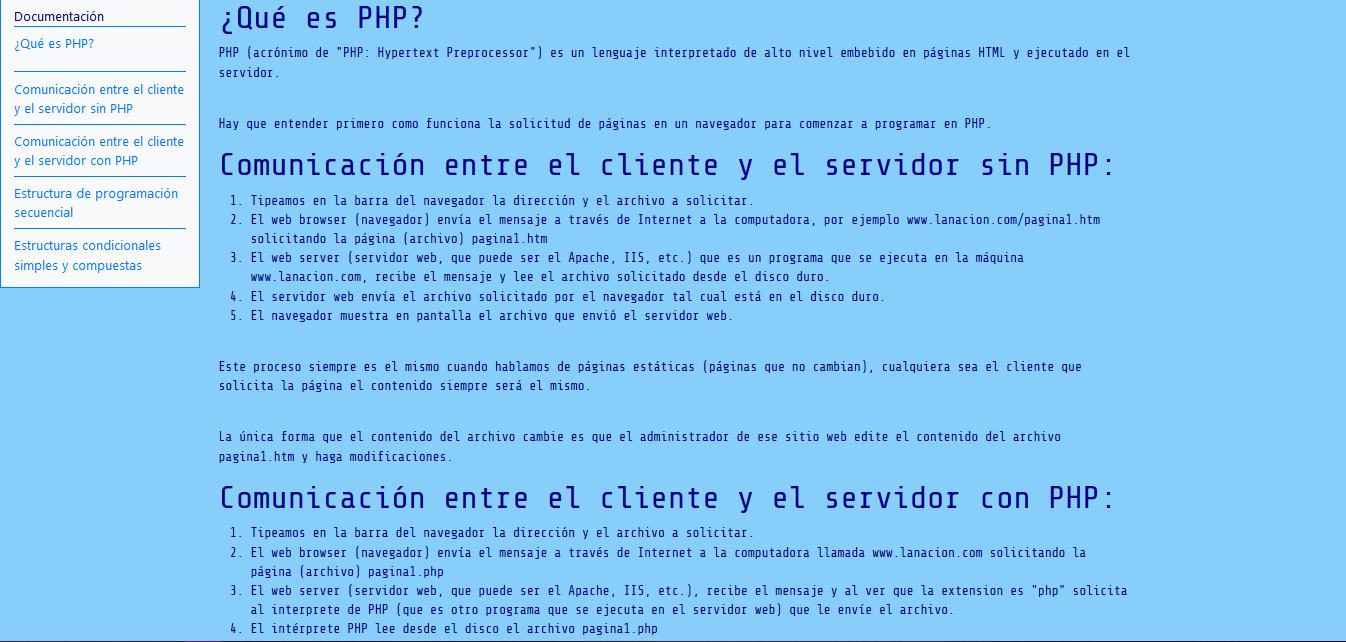 Documentación
¿Qué es PHP?
Comunicación entre el cliente
y el servidor sin PHP
Comunicación entre el cliente
y el servidor con PHP
Estructura de programación
secuencial
Estructuras condicionales
simples y compuestas
¿Qué es PHP?
PHP (acrónimo de "PHP: Hypertext Preprocessor") es un lenguaje interpretado de alto nivel embebido en páginas HTML y ejecutado en el
servidor.
Hay que entender primero como funciona la solicitud de páginas en un navegador para comenzar a programar en PHP.
Comunicación entre el cliente y el servidor sin PHP:
1. Tipeamos en la barra del navegador la dirección y el archivo a solicitar.
2. El web browser (navegador) envía el mensaje a través de Internet a la computadora, por ejemplo www.lanacion.com/pagina1.htm
solicitando la página (archivo) pagina1.htm
3. El web server (servidor web, que puede ser el Apache, IIS, etc.) que es un programa que se ejecuta en la máquina
www.lanacion.com, recibe el mensaje y lee el archivo solicitado desde el disco duro.
4. El servidor web envía el archivo solicitado por el navegador tal cual está en el disco duro.
5. El navegador muestra en pantalla el archivo que envió el servidor web.
Este proceso siempre es el mismo cuando hablamos de páginas estáticas (páginas que no cambian), cualquiera sea el cliente que
solicita la página el contenido siempre será el mismo.
La única forma que el contenido del archivo cambie es que el administrador de ese sitio web edite el contenido del archivo
pagina1.htm y haga modificaciones.
Comunicación entre el cliente y el servidor con PHP:
1. Tipeamos en la barra del navegador la dirección y el archivo a solicitar.
2. El web browser (navegador) envía el mensaje a través de Internet a la computadora llamada www.lanacion.com solicitando la
página (archivo) pagina1.php
3. El web server (servidor web, que puede ser el Apache, IIS, etc.), recibe el mensaje y al ver que la extension es "php" solicita
al interprete de PHP (que es otro programa que se ejecuta en el servidor web) que le envíe el archivo.
4. El intérprete PHP lee desde el disco el archivo pagina1.php